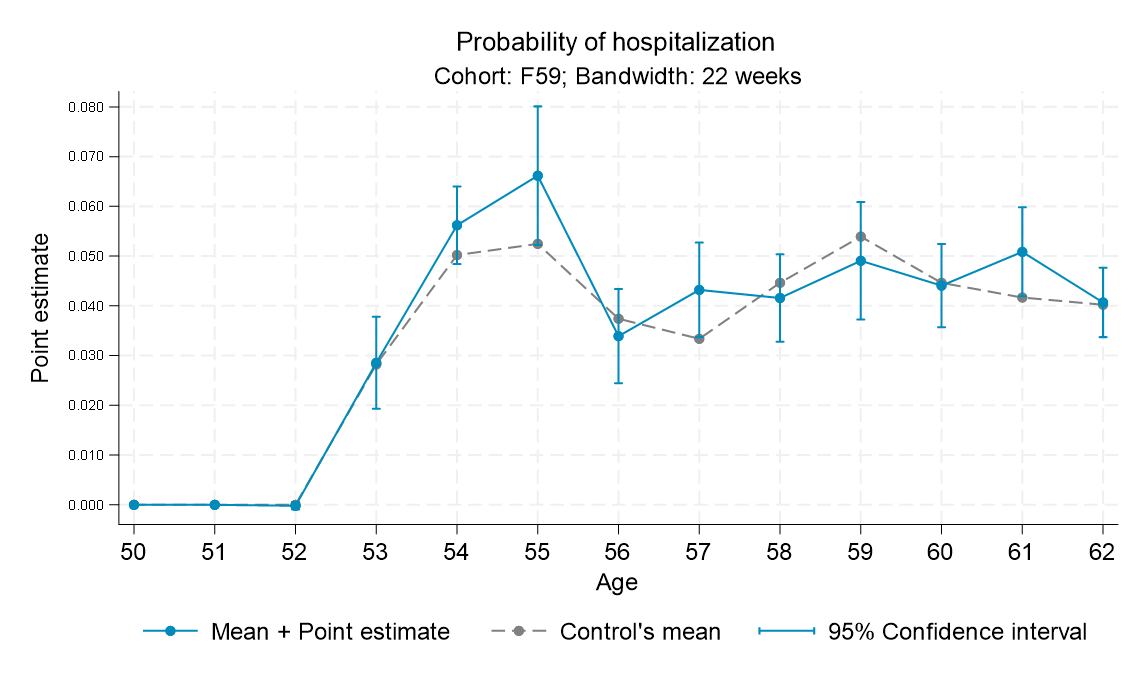 Probability of hospitalization
Cohort: F59; Bandwidth: 22 weeks
Point estimate
0.080
0.070
0.060
0.050
0.040
0.030
0.020
0.010
0.000
50 51 52 53 54 55 56 57 58 59 60 61 62
Age
Mean + Point estimate Control's mean 95% Confidence interval